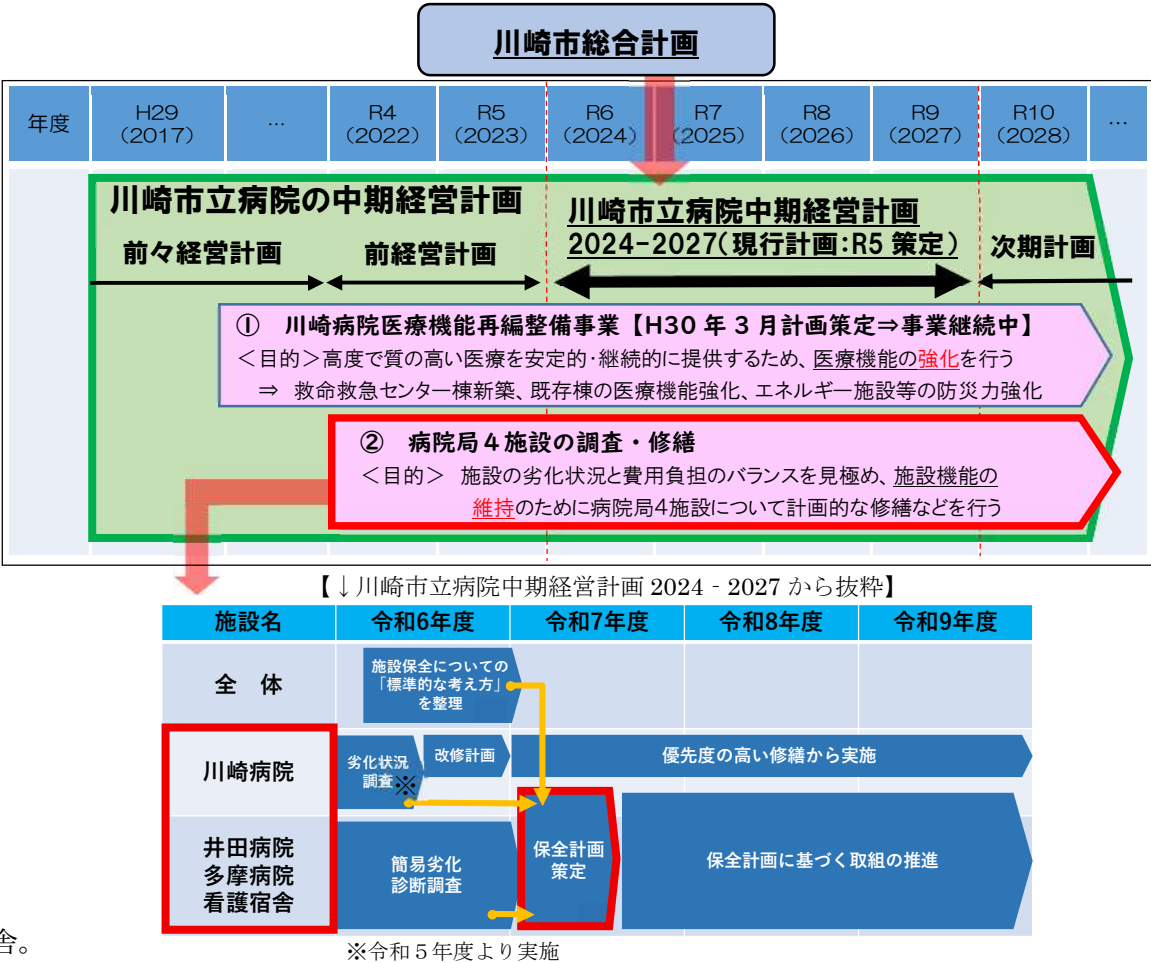 川崎市総合計画
年度
H29
(2017)
…
R4
(2022)
R5
(2023)
R6
(2024)
R7
(2025)
R8
(2026)
R9
(2027)
R10
(2028)
…
川崎市立病院の中期経営計画
前々経営計画
前経営計画
川崎市立病院中期経営計画
2024-2027(現行計画:R5 策定)
次期計画
① 川崎病院医療機能再編整備事業【H30 年 3 月計画策定⇒事業継続中】
＜目的＞高度で質の高い医療を安定的・継続的に提供するため、医療機能の強化を行う
⇒ 救命救急センター棟新築、既存棟の医療機能強化、エネルギー施設等の防災力強化
② 病院局４施設の調査・修繕
＜目的＞ 施設の劣化状況と費用負担のバランスを見極め、施設機能の
維持のために病院局4施設について計画的な修繕などを行う
【↓川崎市立病院中期経営計画 2024‐2027 から抜粋】
施設名
令和6年度
令和7年度
令和8年度
令和9年度
全 体
施設保全についての
「標準的な考え方」
を整理
川崎病院
劣化状況
調査※
改修計画
優先度の高い修繕から実施
井田病院
多摩病院
看護宿舎
簡易劣化
診断調査
保全計画
策定
保全計画に基づく取組の推進
舎。
※令和５年度より実施